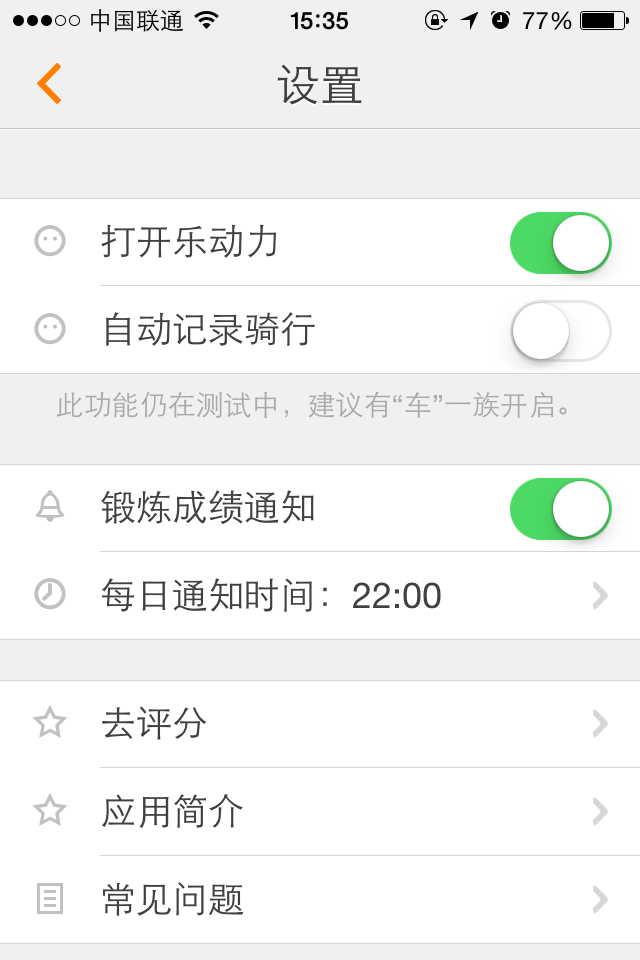 中国联通 15:35 77%
设置
打开乐动力
自动记录骑行
此功能仍在测试中，建议有“车”一族开启。
锻炼成绩通知
每日通知时间：22:00
去评分
应用简介
常见问题